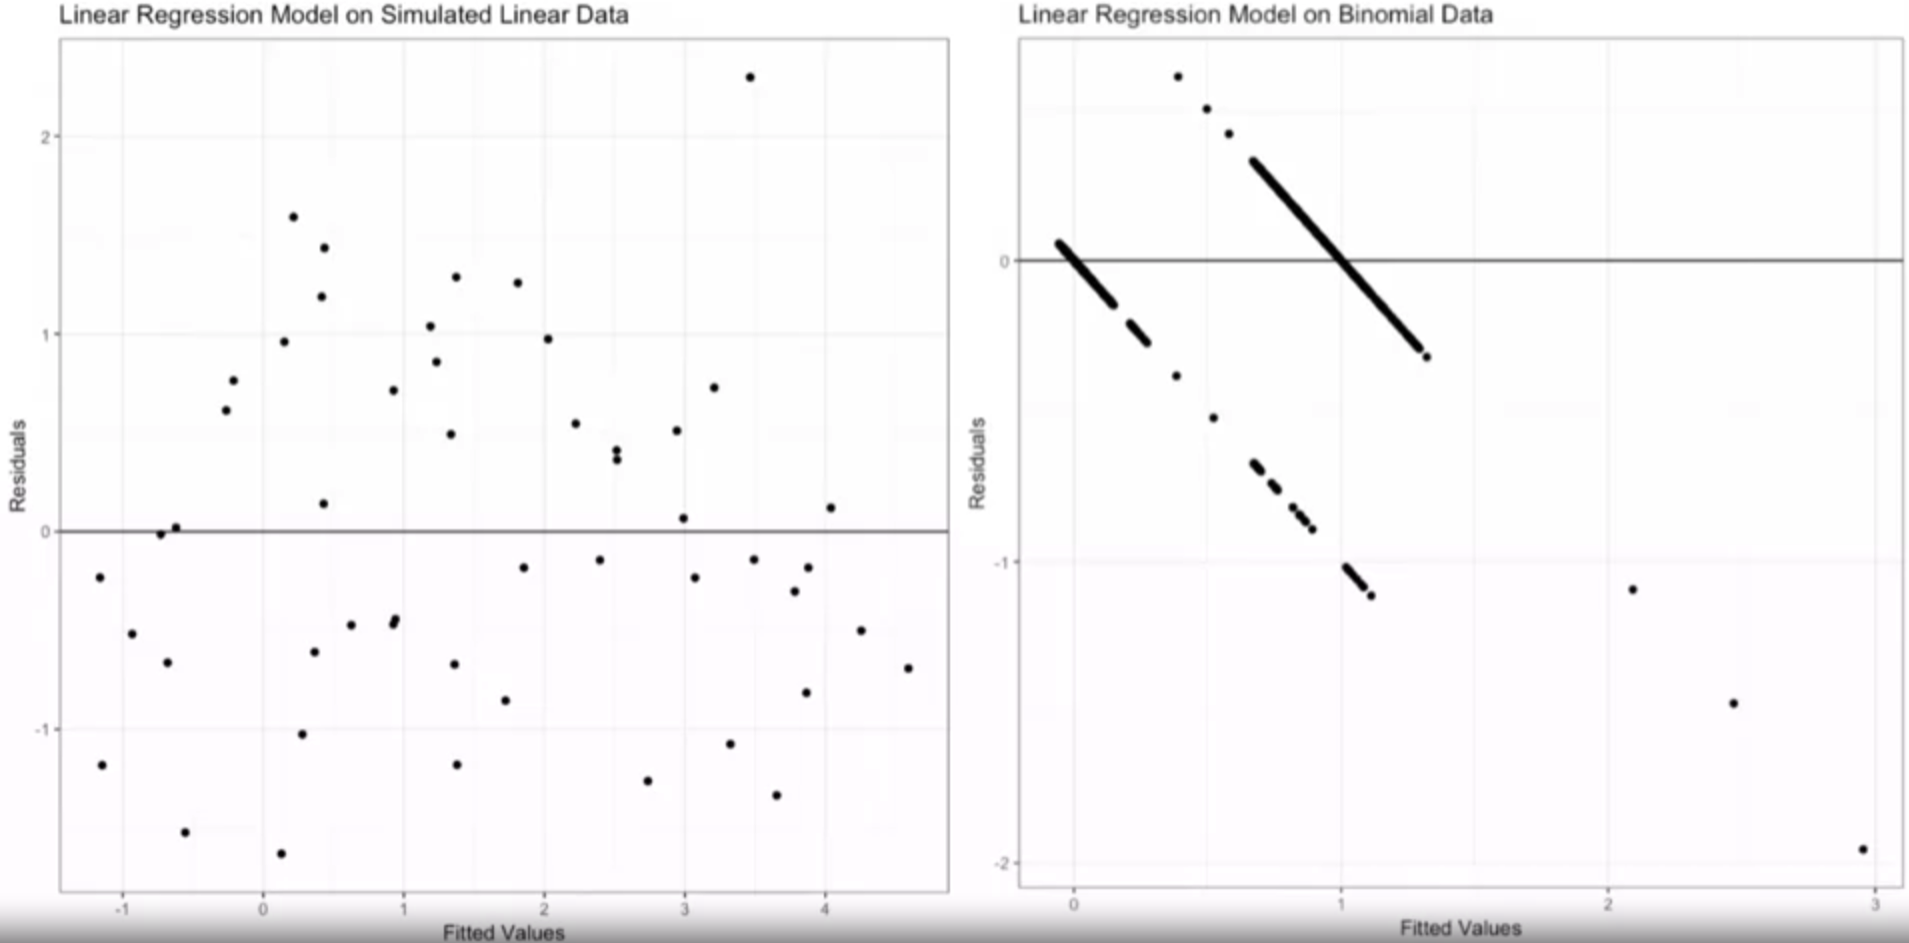 Linear Regression Model on Simulated Linear Data
2
1
0
-1
Residuals
-1 0 1 2 3 4
Fitted Values
Linear Regression Model on Binomial Data
0
-1
-2
Residuals
0 1 2 3
Fitted Values